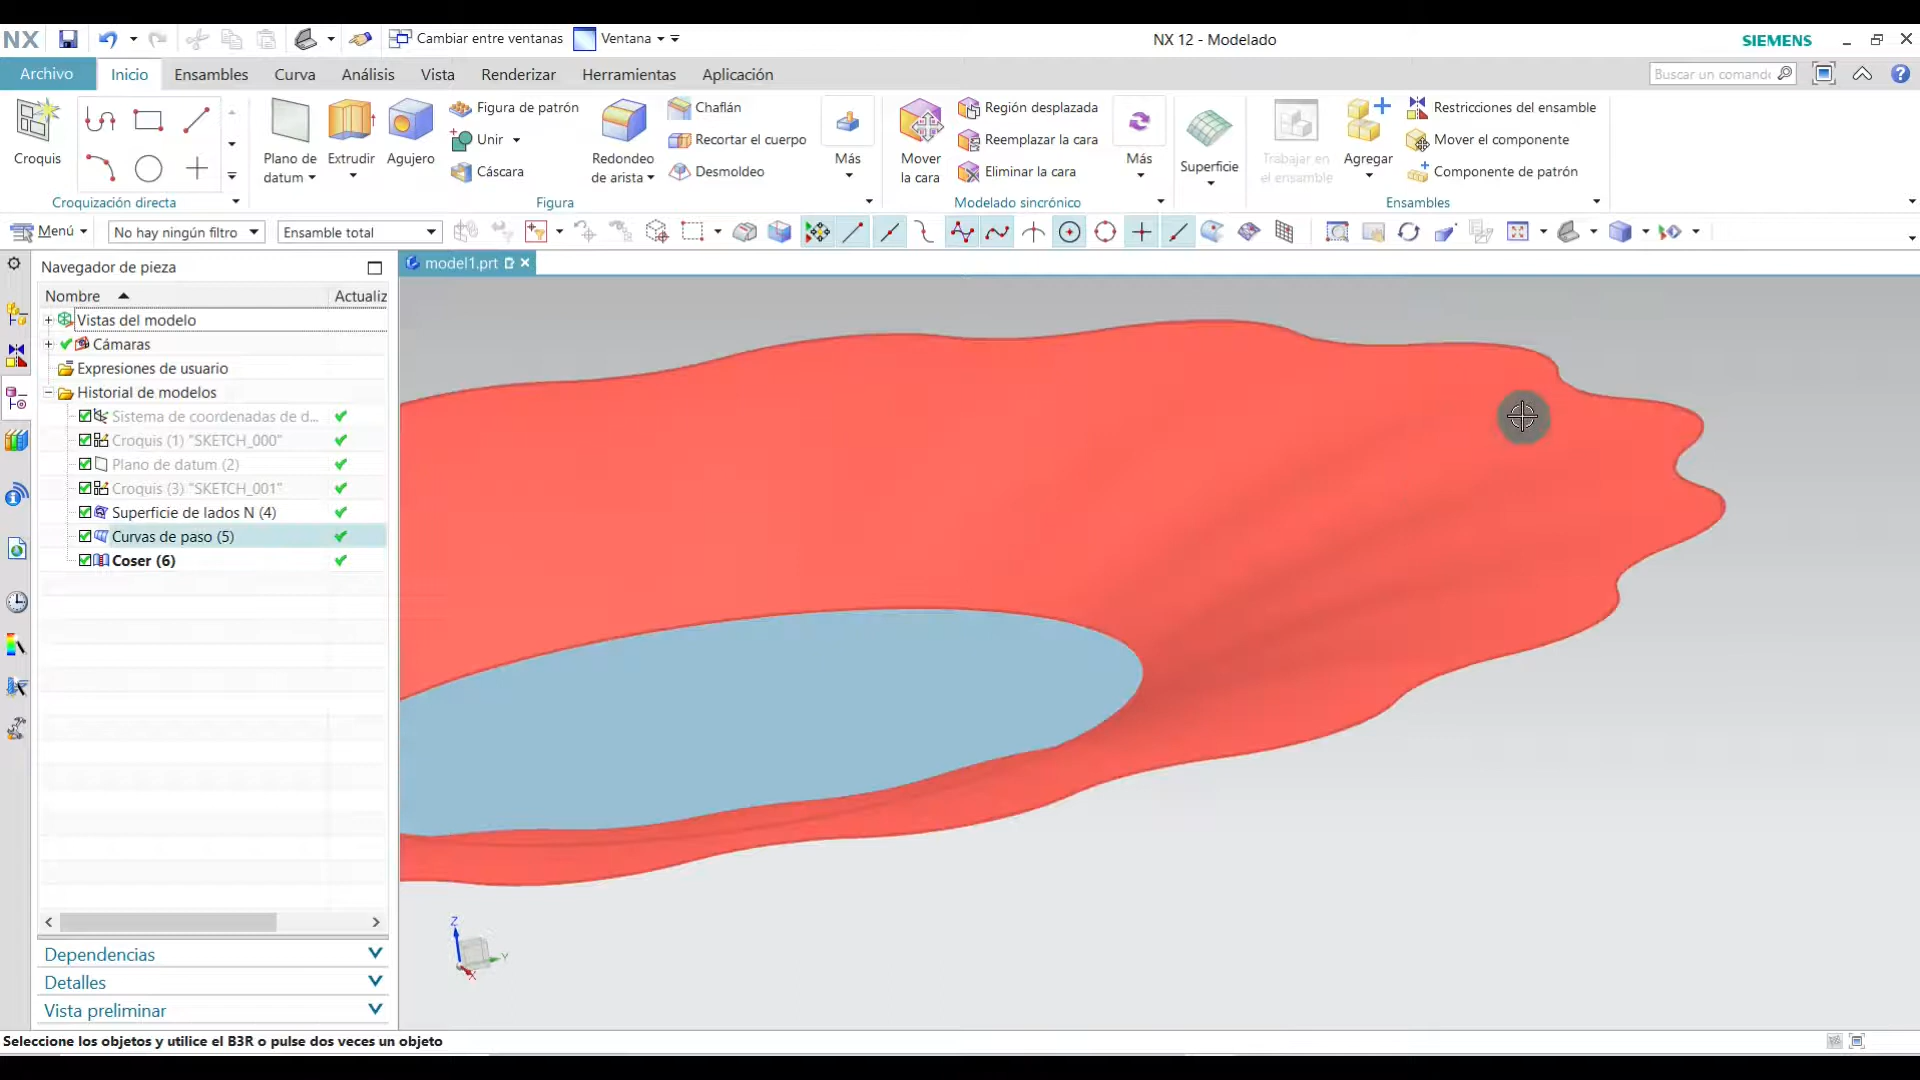 NX
Cambiar entre ventanas
Ventana
NX 12 - Modelado
SIEMENS
Archivo
Inicio
Ensambles
Curva
Análisis
Vista
Renderizar
Herramientas
Aplicación
Buscar un comando
Croquis
Croquización directa
Plano de
datum
Extrudir
Agujero
Figura de patrón
Unir
Cáscara
Redondeo
de arista
Chaflán
Recortar el cuerpo
Desmoldeo
Más
Figura
Mover
la cara
Región desplazada
Reemplazar la cara
Eliminar la cara
Más
Modelado sincrónico
Superficie
Trabajar en
el ensamble
Agregar
Restricciones del ensamble
Mover el componente
Componente de patrón
Ensambles
Menú
No hay ningún filtro
Ensamble total
Navegador de pieza
model1.prt
Nombre
Actualiz
Vistas del modelo
Cámaras
Expresiones de usuario
Historial de modelos
Sistema de coordenadas de d...
Croquis (1) "SKETCH_000"
Plano de datum (2)
Croquis (3) "SKETCH_001"
Superficie de lados N (4)
Curvas de paso (5)
Coser (6)
Z
Y
X
Dependencias
Detalles
Vista preliminar
Seleccione los objetos y utilice el B3R o pulse dos veces un objeto